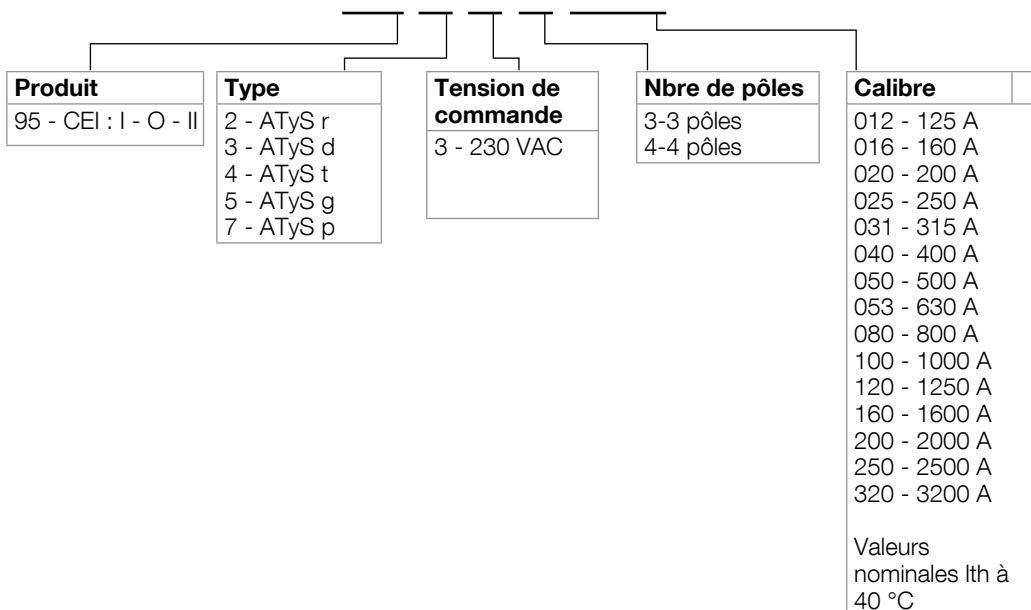 Produit
95 - CEI : I - O - II
Type
2 - ATyS r
3 - ATyS d
4 - ATyS t
5 - ATyS g
7 - ATyS p
Tension de
commande
3 - 230 VAC
Nbre de pôles
3-3 pôles
4-4 pôles
Calibre
012 - 125 A
016 - 160 A
020 - 200 A
025 - 250 A
031 - 315 A
040 - 400 A
050 - 500 A
053 - 630 A
080 - 800 A
100 - 1000 A
120 - 1250 A
160 - 1600 A
200 - 2000 A
250 - 2500 A
320 - 3200 A
Valeurs
nominales Ith à
40 °C